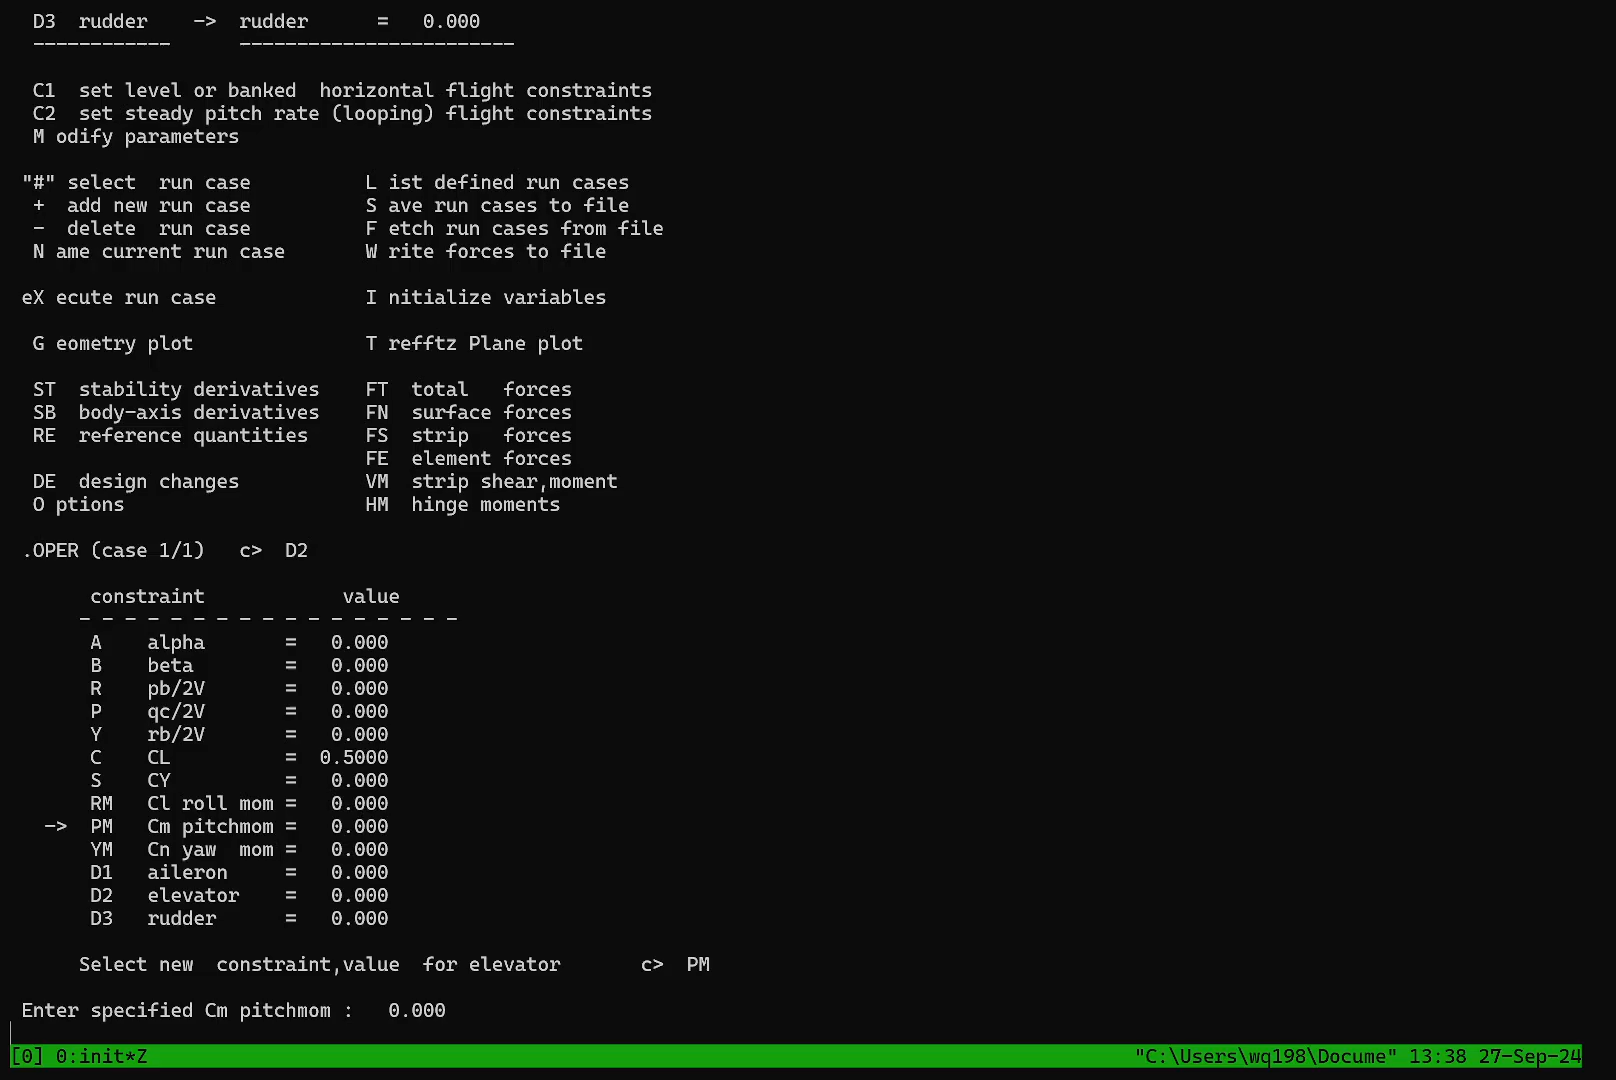 D3  rudder    ->  rudder      =   0.000
------------      ------------------------
C1  set level or banked  horizontal flight constraints
C2  set steady pitch rate (looping) flight constraints
M odify parameters
"#" select  run case          L ist defined run cases
+  add new run case           S ave run cases to file
-  delete  run case           F etch run cases from file
N ame current run case       W rite forces to file
eX ecute run case             I nitialize variables
G eometry plot               T refftz Plane plot
ST  stability derivatives    FT  total   forces
SB  body-axis derivatives    FN  surface forces
RE  reference quantities     FS  strip   forces
FE  element forces
DE  design changes           VM  strip shear,moment
O ptions                     HM  hinge moments
.OPER (case 1/1)   c>  D2
constraint            value
- - - - - - - - - - - - - - - - -
A    alpha       =   0.000
B    beta        =   0.000
R    pb/2V       =   0.000
P    qc/2V       =   0.000
Y    rb/2V       =   0.000
C    CL          =  0.5000
S    CY          =   0.000
RM   Cl roll mom =   0.000
->  PM   Cm pitchmom =   0.000
YM   Cn yaw  mom =   0.000
D1   aileron     =   0.000
D2   elevator    =   0.000
D3   rudder      =   0.000
Select new  constraint,value  for elevator       c>  PM
Enter specified Cm pitchmom :   0.000
[0] 0:init*Z "C:\Users\wq198\Docume" 13:38 27-Sep-24